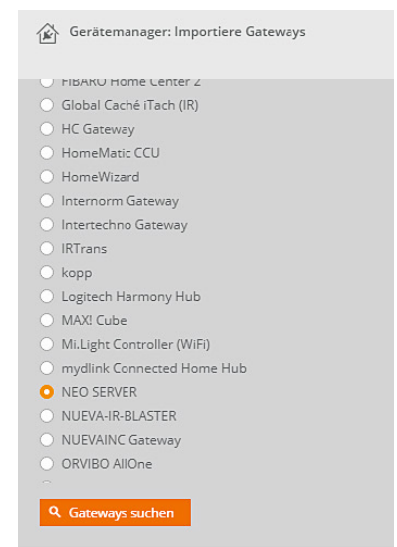 Gerätemanager: Importiere Gateways
FIBARO Home Center 2
Global Caché iTach (IR)
HC Gateway
HomeMatic CCU
HomeWizard
Internorm Gateway
Intertechno Gateway
IRTrans
kopp
Logitech Harmony Hub
MAX! Cube
Mi.Light Controller (WiFi)
mydlink Connected Home Hub
NEO SERVER
NUEVA-IR-BLASTER
NUEVAINC Gateway
ORVIBO AllOne
Gateways suchen